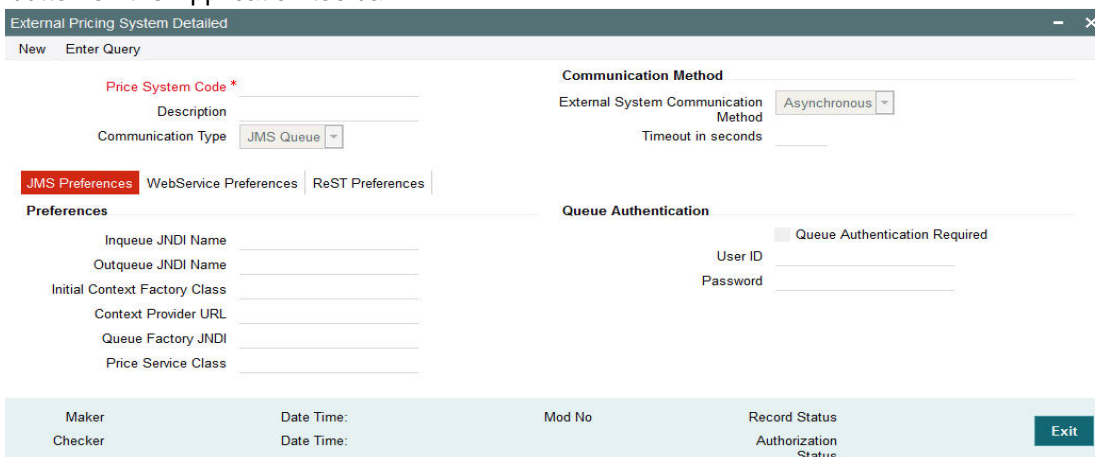 External Pricing System Detailed
New Enter Query
Price System Code *
Description
Communication Type JMS Queue
Communication Method
External System Communication Method Asynchronous
Timeout in seconds
JMS Preferences WebService Preferences ReST Preferences
Preferences
Inqueue JNDI Name
Outqueue JNDI Name
Initial Context Factory Class
Context Provider URL
Queue Factory JNDI
Price Service Class
Queue Authentication
Queue Authentication Required
User ID
Password
Maker Date Time: Mod No Record Status
Checker Date Time: Authorization Status
Exit